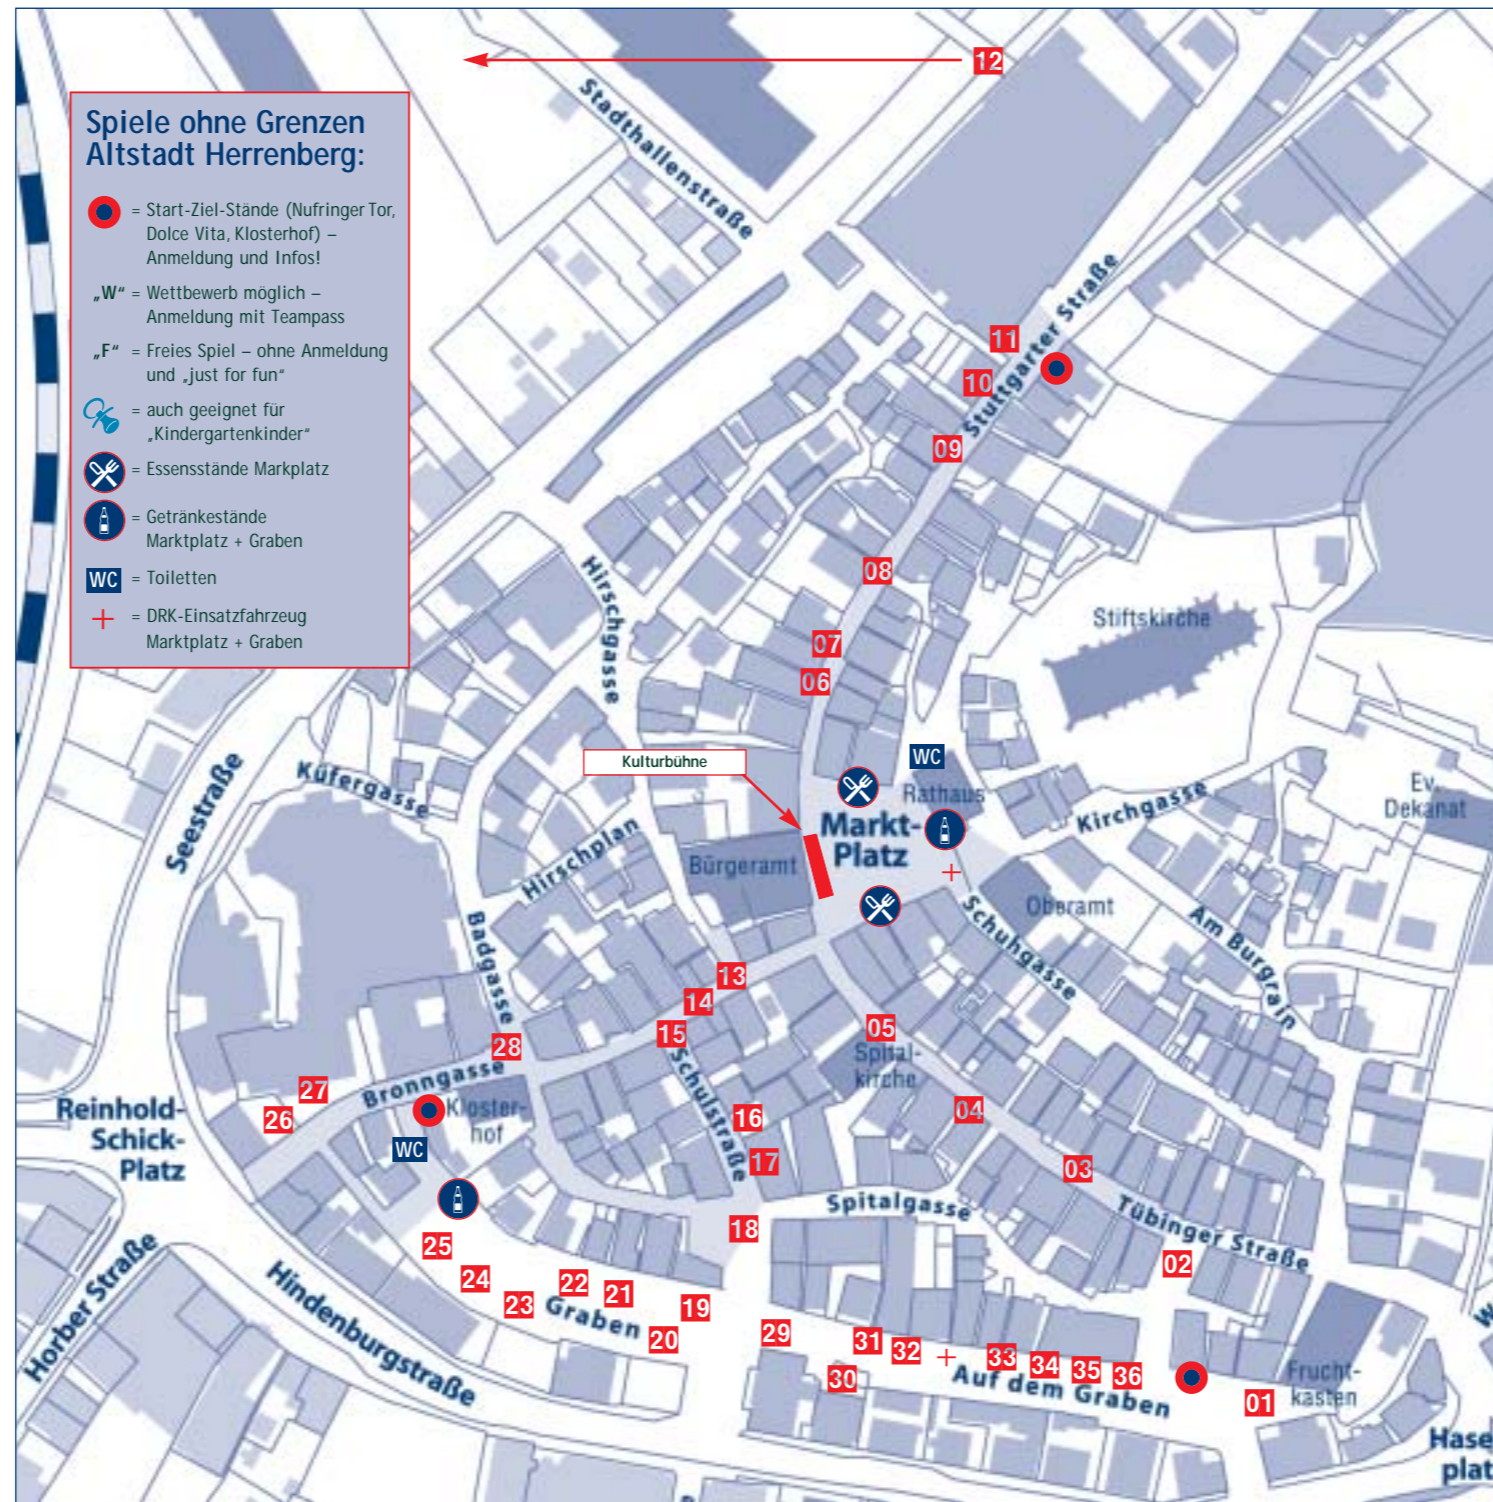 12
Spiele ohne Grenzen
Altstadt Herrenberg:
= Start-Ziel-Stände (Nufringer Tor,
Dolce Vita, Klosterhof) –
Anmeldung und Infos!
„W“ = Wettbewerb möglich –
Anmeldung mit Teampass
„F“ = Freies Spiel – ohne Anmeldung
und „just for fun“
= auch geeignet für
„Kindergartenkinder“
= Essensstände Markplatz
= Getränkestände
Marktplatz + Graben
WC = Toiletten
= DRK-Einsatzfahrzeug
Marktplatz + Graben
Stadthallenstraße
Stuttgarter Straße
11
10
09
08
07
06
Hirschgasse
Stiftskirche
Kulturbühne
WC
Rathaus
Markt-
Platz
Kirchgasse
Ev.
Dekanat
Seestraße
Küfergasse
Hirschplan
Bürgeramt
Oberamt
Schuhgasse
Am Burgrain
Badgasse
13
14
15
05
Spital-
kirche
28
27
26
Bronngasse
Kloster-
hof
WC
Schulstraße
16
17
04
03
Reinhold-
Schick-
Platz
Spitalgasse
Tübinger Straße
02
18
25
24
23
22
21
19
20
Graben
Horber Straße
Hindenburgstraße
29
30
31
32
33
34
35
36
Auf dem Graben
01
Frucht-
kasten
Hase
plat